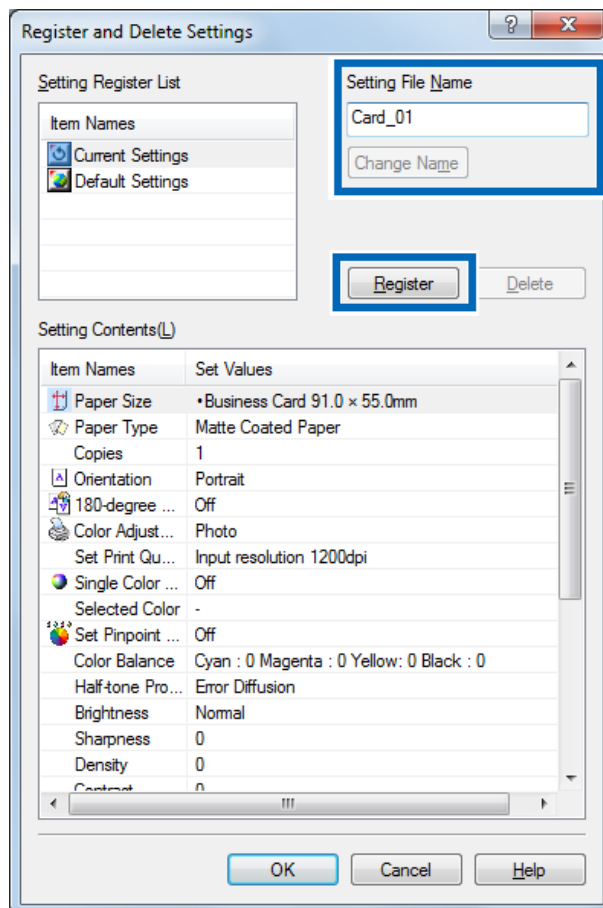 Register and Delete Settings
Setting Register List
Item Names
Current Settings
Default Settings
Setting File Name
Card_01
Change Name
Register
Delete
Setting Contents(L)
Item Names Set Values
Paper Size •Business Card 91.0 × 55.0mm
Paper Type Matte Coated Paper
Copies 1
Orientation Portrait
180-degree ... Off
Color Adjust... Photo
Set Print Qu... Input resolution 1200dpi
Single Color ... Off
Selected Color -
Set Pinpoint ... Off
Color Balance Cyan : 0 Magenta : 0 Yellow: 0 Black : 0
Half-tone Pro... Error Diffusion
Brightness Normal
Sharpness 0
Density 0
Contrast 0
OK Cancel Help